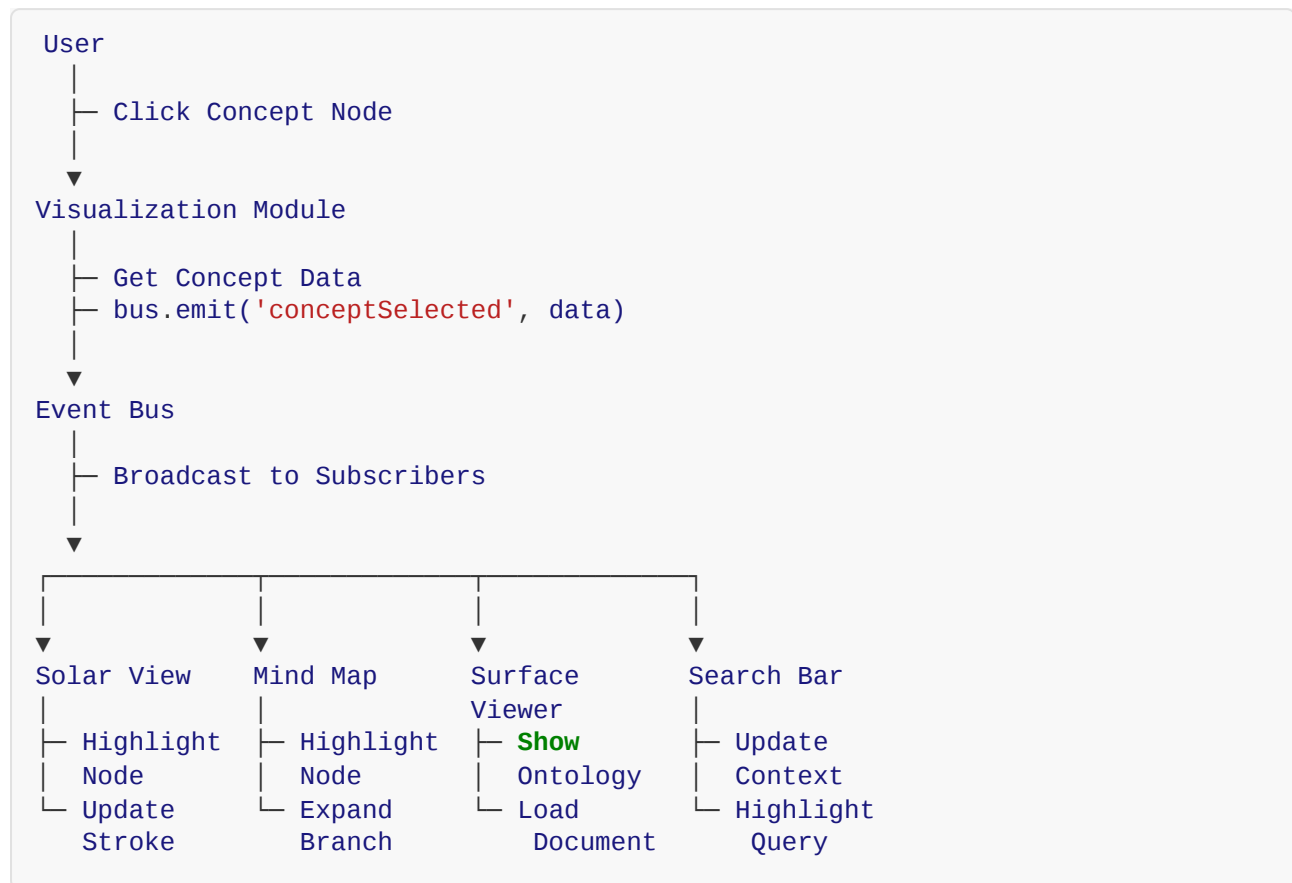 User
Click Concept Node
Visualization Module
Get Concept Data
bus.emit('conceptSelected', data)
Event Bus
Broadcast to Subscribers
Solar View Mind Map Surface Search Bar
Viewer
Highlight Highlight Show Update
Node Node Ontology Context
Update Expand Load Highlight
Stroke Branch Document Query